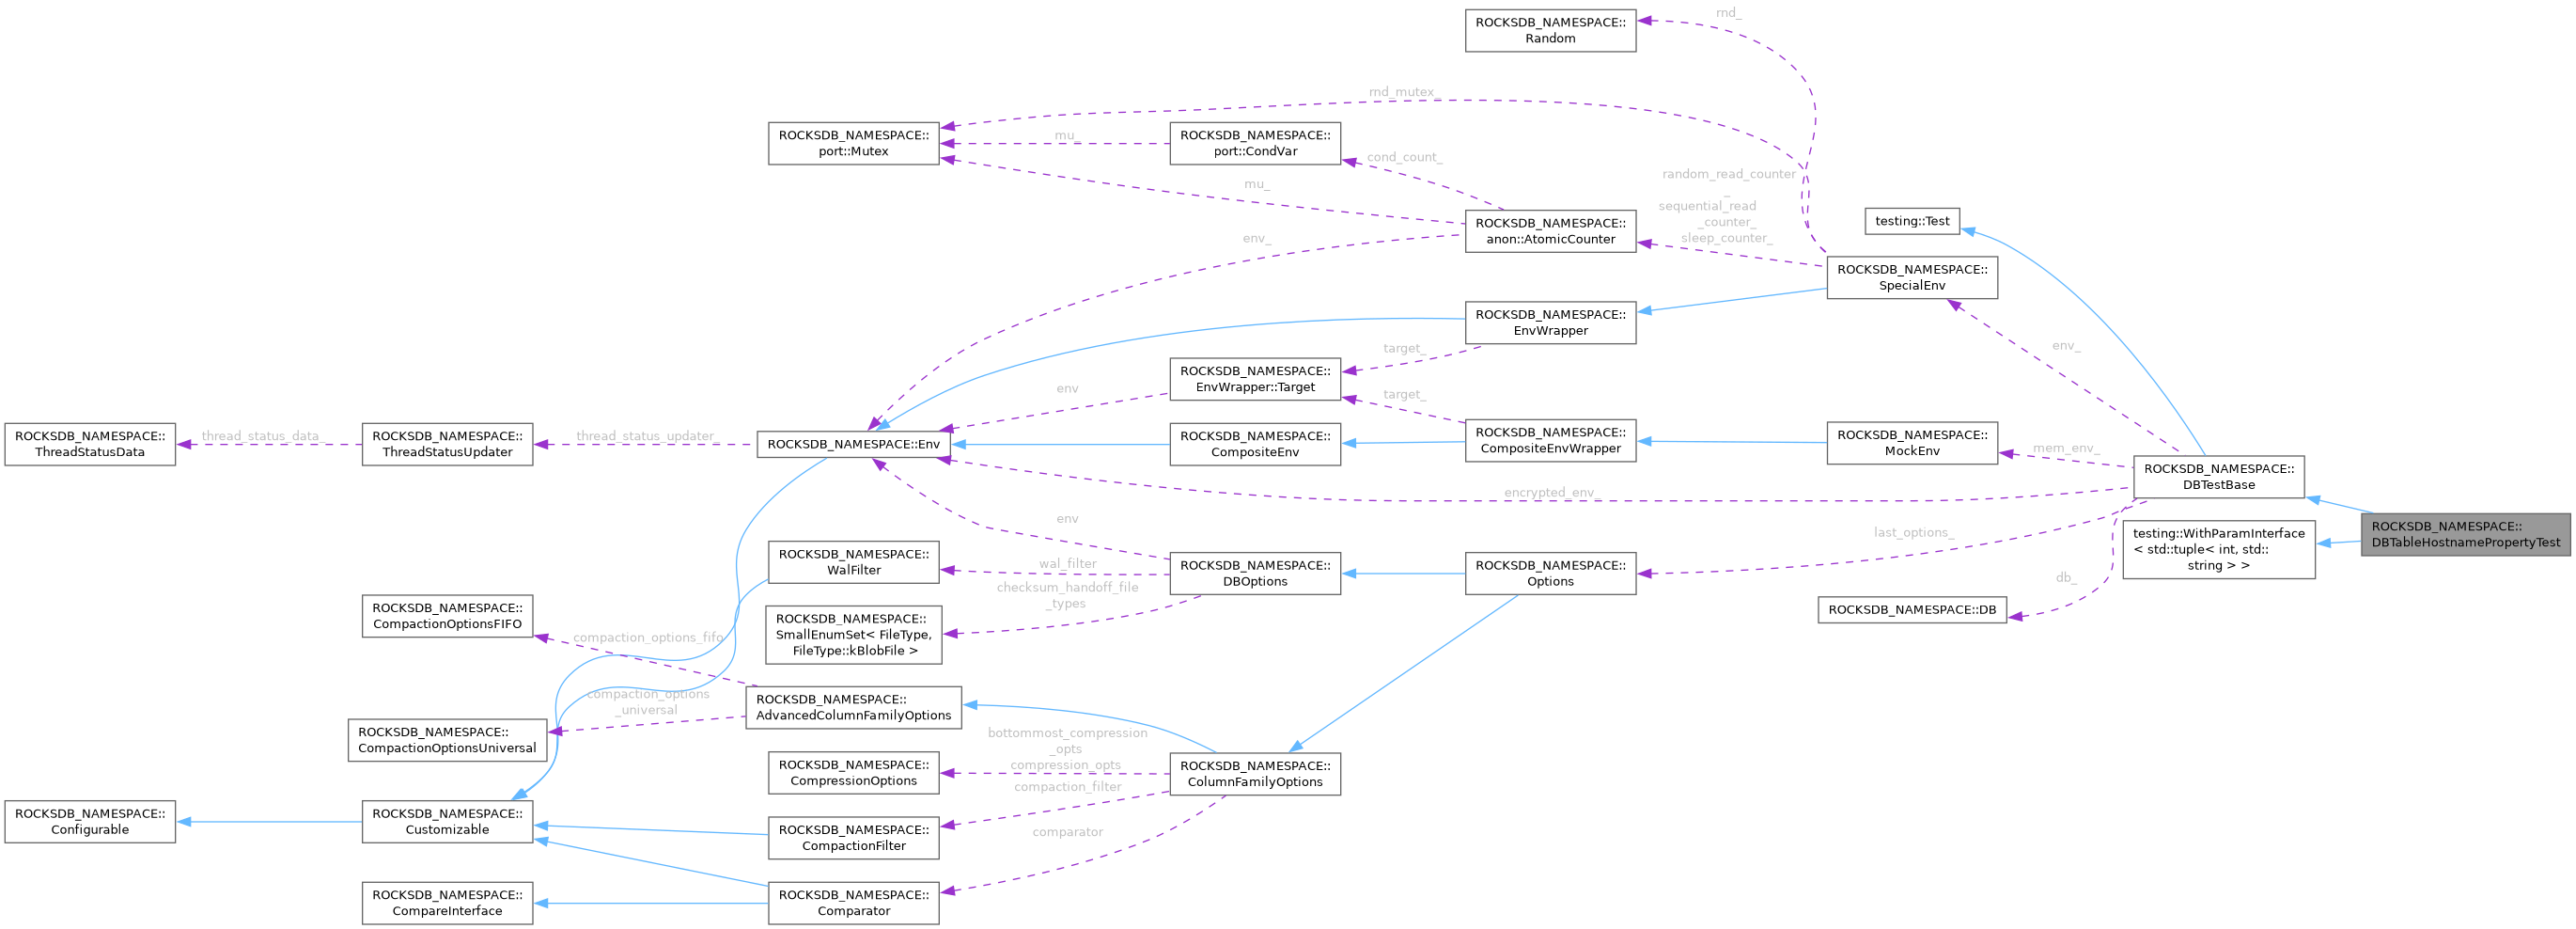 rnd_
ROCKSDB_NAMESPACE::
Random
rnd_mutex_
ROCKSDB_NAMESPACE::
port::Mutex
mu_
ROCKSDB_NAMESPACE::
port::CondVar
cond_count_
mu_
random_read_counter
_
sequential_read
_counter_
sleep_counter_
ROCKSDB_NAMESPACE::
anon::AtomicCounter
testing::Test
env_
ROCKSDB_NAMESPACE::
SpecialEnv
ROCKSDB_NAMESPACE::
EnvWrapper
env_
target_
ROCKSDB_NAMESPACE::
EnvWrapper::Target
env
target_
ROCKSDB_NAMESPACE::
ThreadStatusData
thread_status_data_
ROCKSDB_NAMESPACE::
ThreadStatusUpdater
thread_status_updater_
ROCKSDB_NAMESPACE::Env
ROCKSDB_NAMESPACE::
CompositeEnv
ROCKSDB_NAMESPACE::
CompositeEnvWrapper
ROCKSDB_NAMESPACE::
MockEnv
mem_env_
ROCKSDB_NAMESPACE::
DBTestBase
encrypted_env_
env
last_options_
ROCKSDB_NAMESPACE::
DBTableHostnamePropertyTest
testing::WithParamInterface
< std::tuple< int, std::
string > >
ROCKSDB_NAMESPACE::
WalFilter
wal_filter
ROCKSDB_NAMESPACE::
DBOptions
ROCKSDB_NAMESPACE::
Options
db_
checksum_handoff_file
_types
ROCKSDB_NAMESPACE::DB
ROCKSDB_NAMESPACE::
CompactionOptionsFIFO
compaction_options_fifo
ROCKSDB_NAMESPACE::
SmallEnumSet< FileType,
FileType::kBlobFile >
compaction_options
_universal
ROCKSDB_NAMESPACE::
AdvancedColumnFamilyOptions
ROCKSDB_NAMESPACE::
CompactionOptionsUniversal
bottommost_compression
_opts
compression_opts
ROCKSDB_NAMESPACE::
CompressionOptions
ROCKSDB_NAMESPACE::
ColumnFamilyOptions
compaction_filter
ROCKSDB_NAMESPACE::
Configurable
ROCKSDB_NAMESPACE::
Customizable
ROCKSDB_NAMESPACE::
CompactionFilter
comparator
ROCKSDB_NAMESPACE::
CompareInterface
ROCKSDB_NAMESPACE::
Comparator